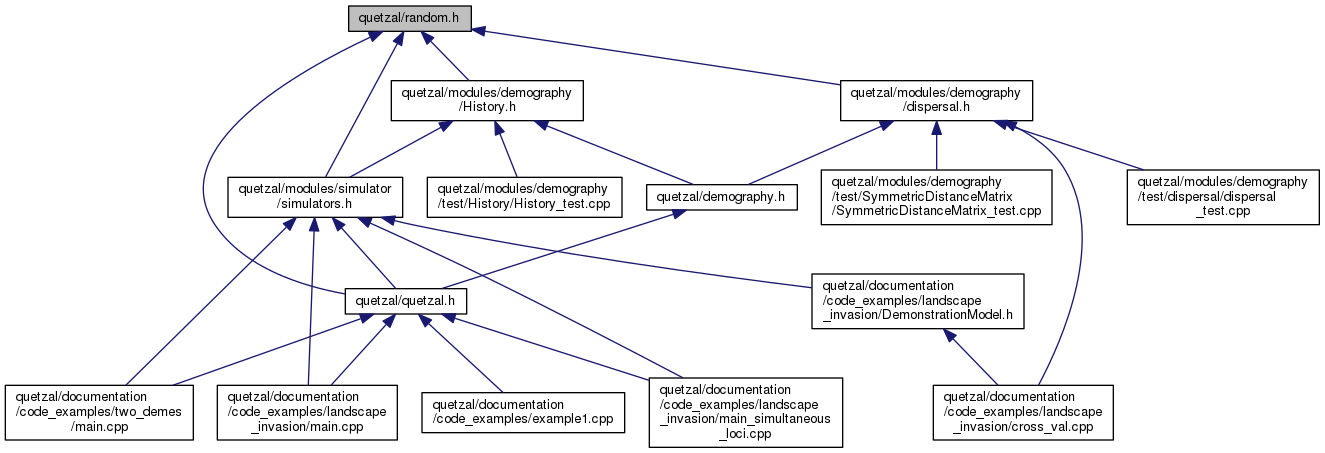 quetzal/random.h
quetzal/modules/demography
/History.h
quetzal/modules/demography
/dispersal.h
quetzal/modules/simulator
/simulators.h
quetzal/modules/demography
/test/History/History_test.cpp
quetzal/demography.h
quetzal/modules/demography
/test/SymmetricDistanceMatrix
/SymmetricDistanceMatrix_test.cpp
quetzal/modules/demography
/test/dispersal/dispersal
_test.cpp
quetzal/quetzal.h
quetzal/documentation
/code_examples/landscape
_invasion/DemonstrationModel.h
quetzal/documentation
/code_examples/two_demes
/main.cpp
quetzal/documentation
/code_examples/landscape
_invasion/main.cpp
quetzal/documentation
/code_examples/example1.cpp
quetzal/documentation
/code_examples/landscape
_invasion/main_simultaneous
_loci.cpp
quetzal/documentation
/code_examples/landscape
_invasion/cross_val.cpp